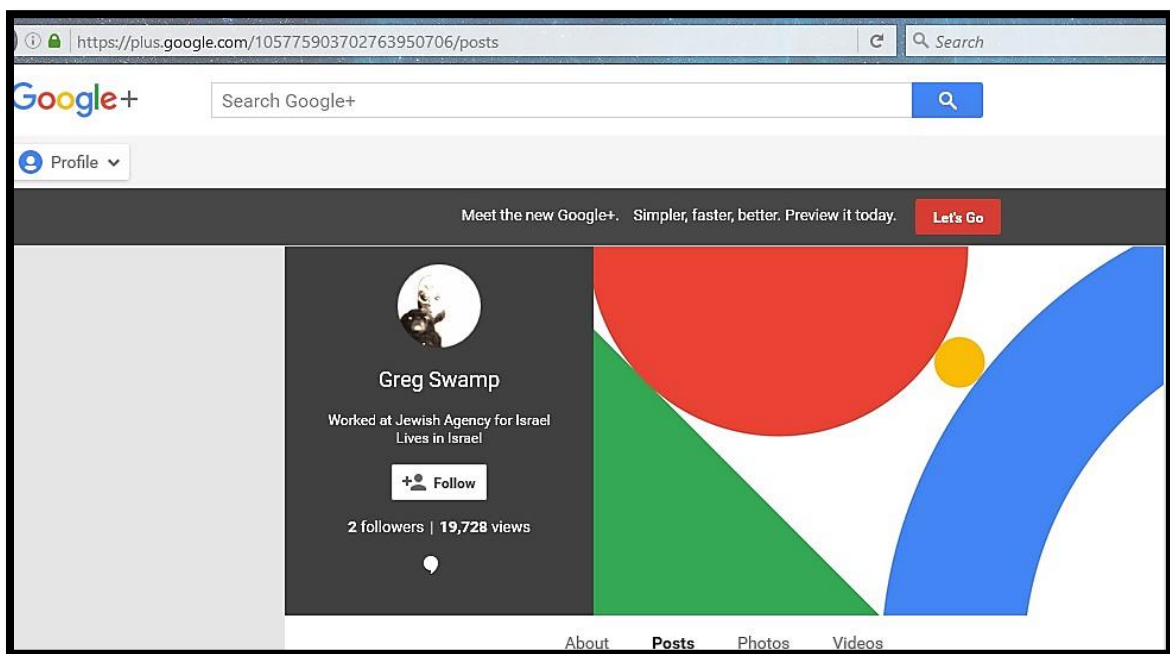 https://plus.google.com/105775903702763950706/posts
Search
Google+
Search Google+
Profile
Meet the new Google+. Simpler, faster, better. Preview it today. Let's Go
Greg Swamp
Worked at Jewish Agency for Israel
Lives in Israel
Follow
2 followers | 19,728 views
About Posts Photos Videos